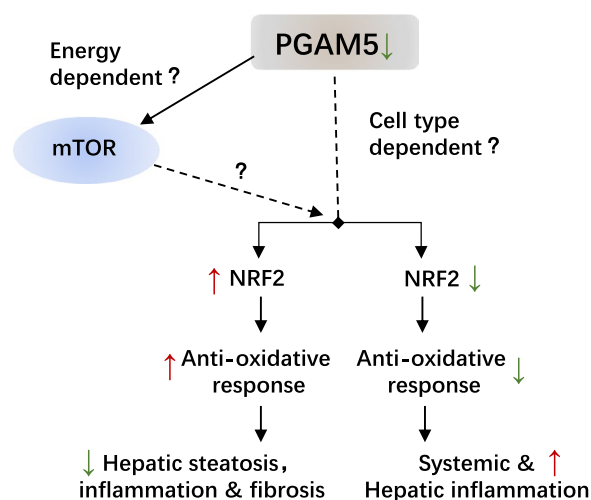 PGAM5↓
Energy
dependent？
mTOR
Cell type
dependent？
?
↑ NRF2
NRF2 ↓
↑ Anti-oxidative
response
Anti-oxidative ↓
response
↓ Hepatic steatosis，
inflammation & fibrosis
Systemic & ↑
Hepatic inflammation